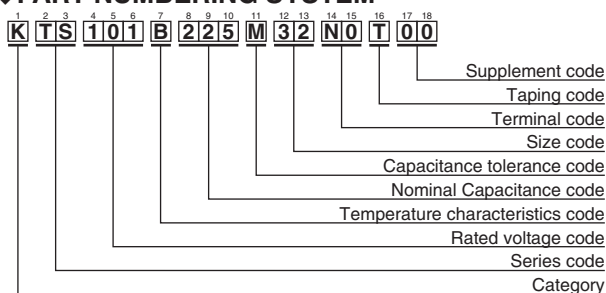 ◆PART NUMBERING SYSTEM
1 2 3 4 5 6 7 8 9 10 11 12 13 14 15 16 17 18
K TS 101 B 225 M 32 N0 T 00
Supplement code
Taping code
Terminal code
Size code
Capacitance tolerance code
Nominal Capacitance code
Temperature characteristics code
Rated voltage code
Series code
Category